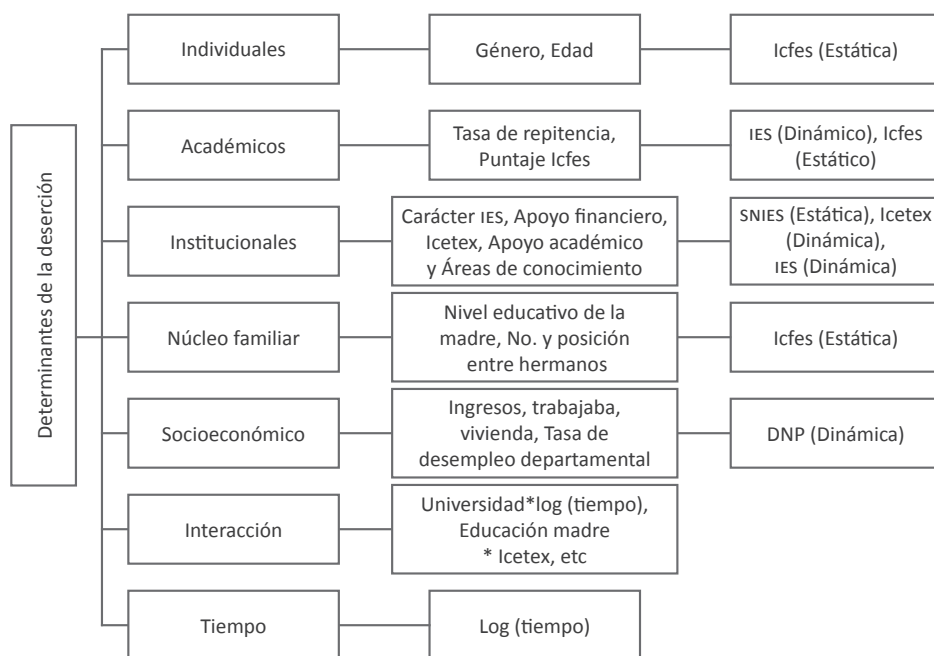 Determinantes de la deserción
Individuales
Género, Edad
Icfes (Estática)
Académicos
Tasa de repitencia,
Puntaje Icfes
IES (Dinámico), Icfes
(Estático)
Institucionales
Carácter IES, Apoyo financiero,
Icetex, Apoyo académico
y Áreas de conocimiento
SNIES (Estática), Icetex
(Dinámica),
IES (Dinámica)
Núcleo familiar
Nivel educativo de la
madre, No. y posición
entre hermanos
Icfes (Estática)
Socioeconómico
Ingresos, trabajaba,
vivienda, Tasa de
desempleo departamental
DNP (Dinámica)
Interacción
Universidad*log (tiempo),
Educación madre
* Icetex, etc
Tiempo
Log (tiempo)